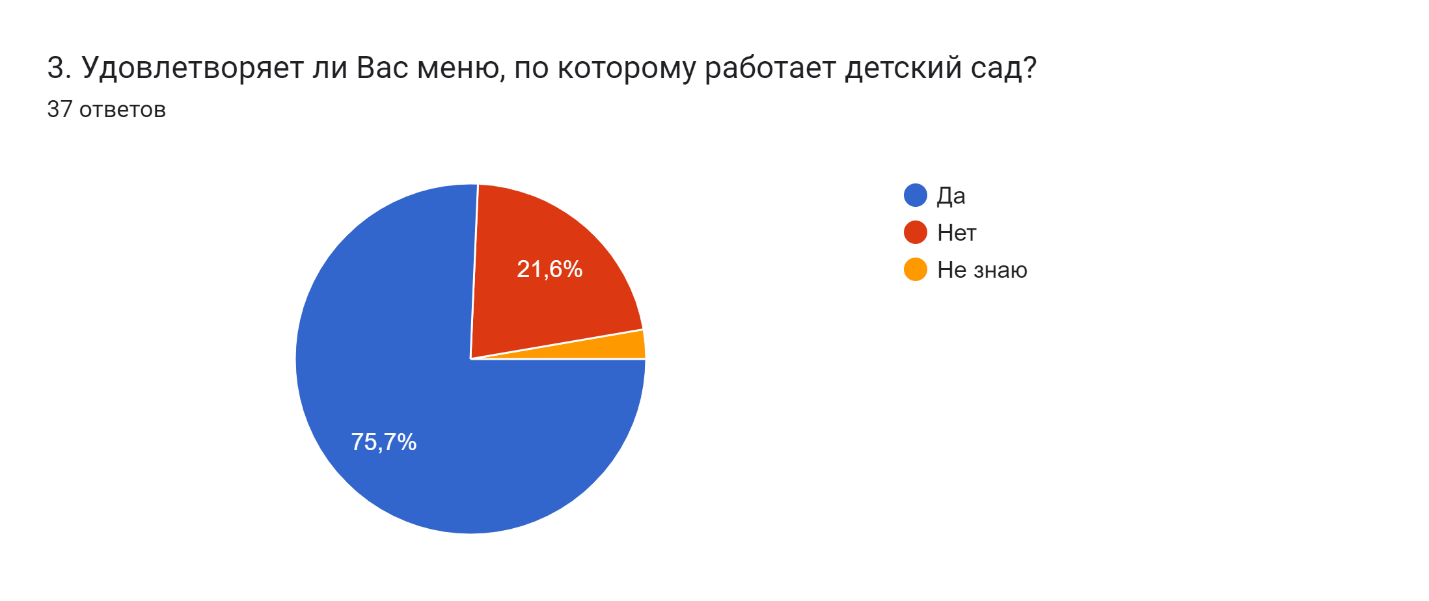 3. Удовлетворяет ли Вас меню, по которому работает детский сад?
37 ответов
Да
Нет
Не знаю
21,6%
75,7%